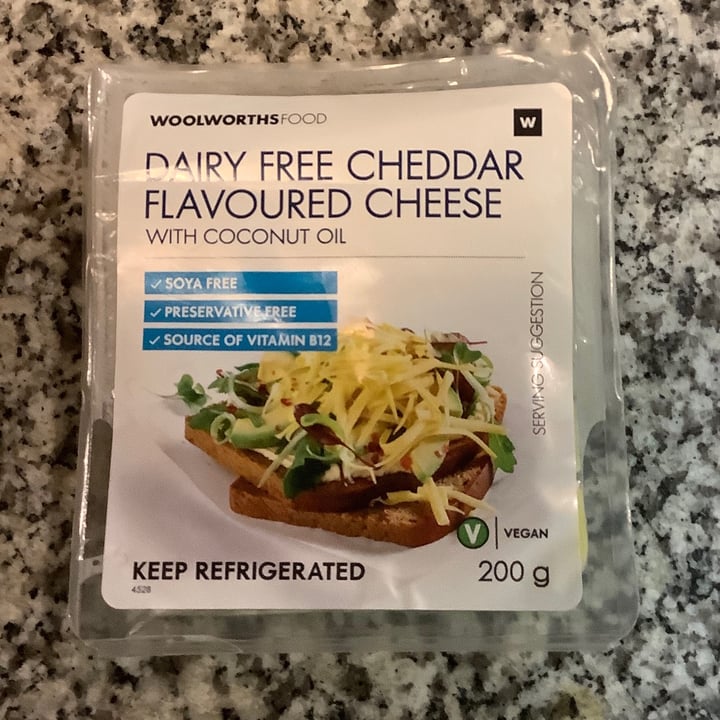 WOOLWORTHSFOOD
W
DAIRY FREE CHEDDAR
FLAVOURED CHEESE
WITH COCONUT OIL
✓ SOYA FREE
✓ PRESERVATIVE FREE
✓ SOURCE OF VITAMIN B12
SERVING SUGGESTION
V | VEGAN
KEEP REFRIGERATED
4528
200 g